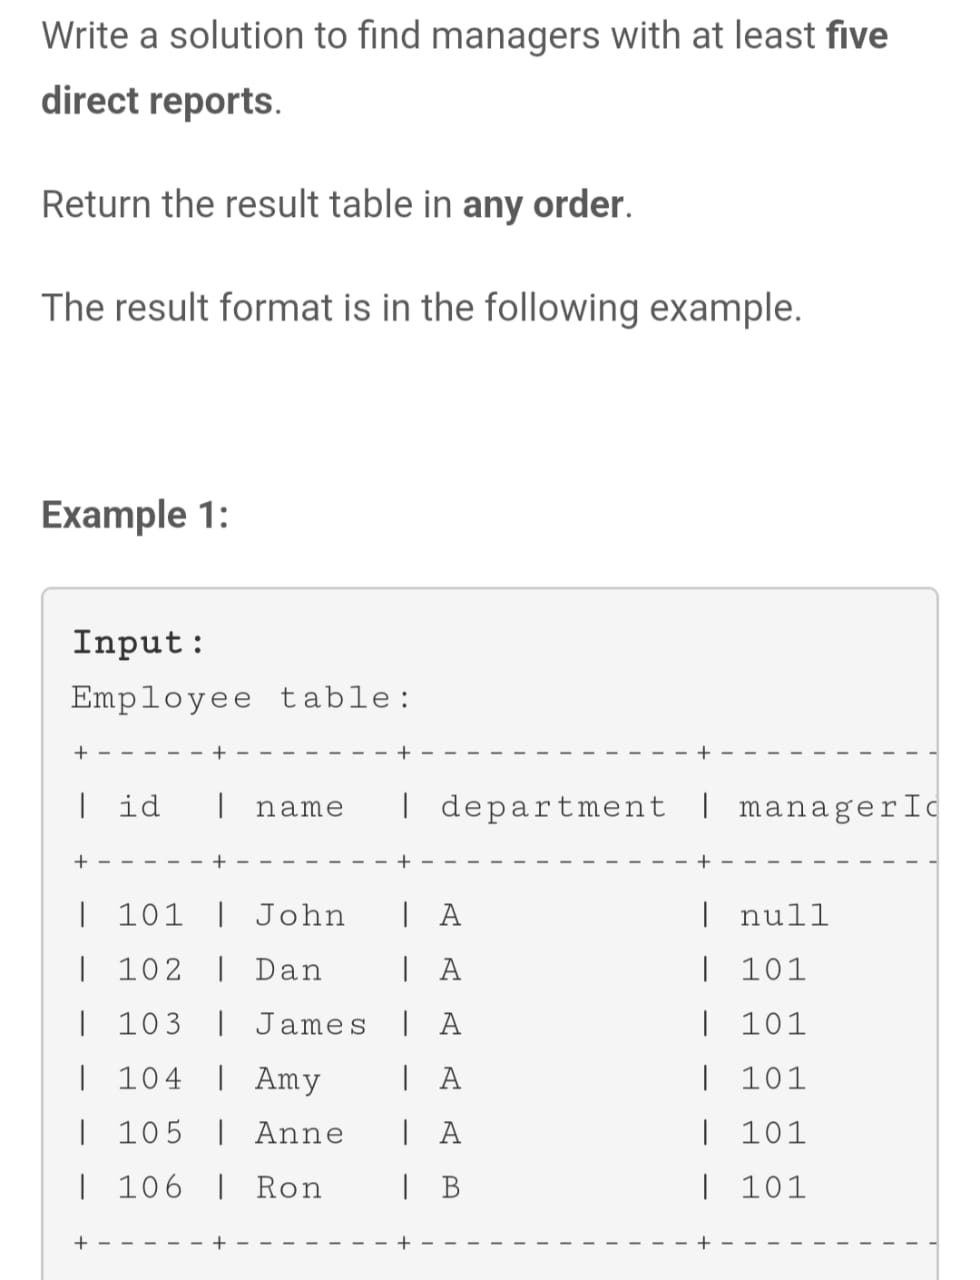 Write a solution to find managers with at least five
direct reports.
Return the result table in any order.
The result format is in the following example.
Example 1:
Input:
Employee table:
+------+-------+------------+----------
| id   | name  | department | managerId
+------+-------+------------+----------
| 101 | John  | A          | null
| 102 | Dan   | A          | 101
| 103 | James | A          | 101
| 104 | Amy   | A          | 101
| 105 | Anne  | A          | 101
| 106 | Ron   | B          | 101
+------+-------+------------+----------